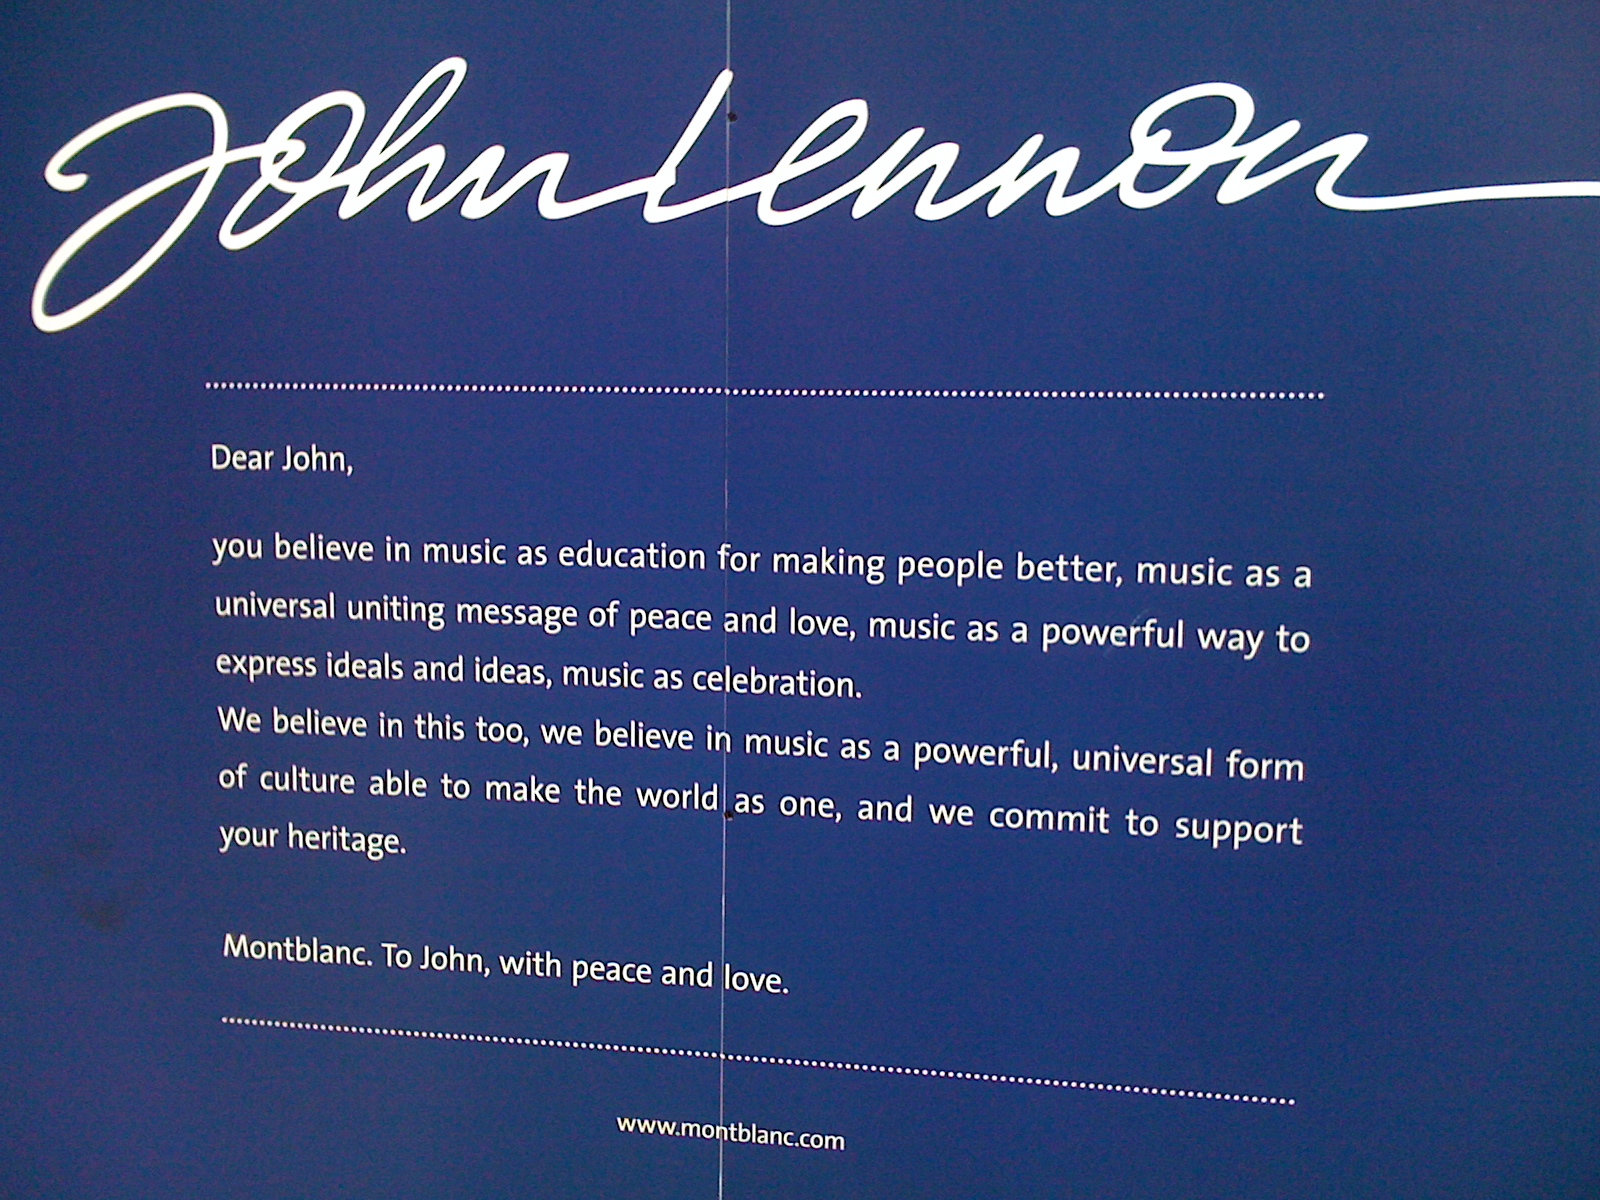 John Lennon
Dear John,
you believe in music as education for making people better, music as a
universal uniting message of peace and love, music as a powerful way to
express ideals and ideas, music as celebration.
We believe in this too, we believe in music as a powerful, universal form
of culture able to make the world as one, and we commit to support
your heritage.
Montblanc. To John, with peace and love.
www.montblanc.com